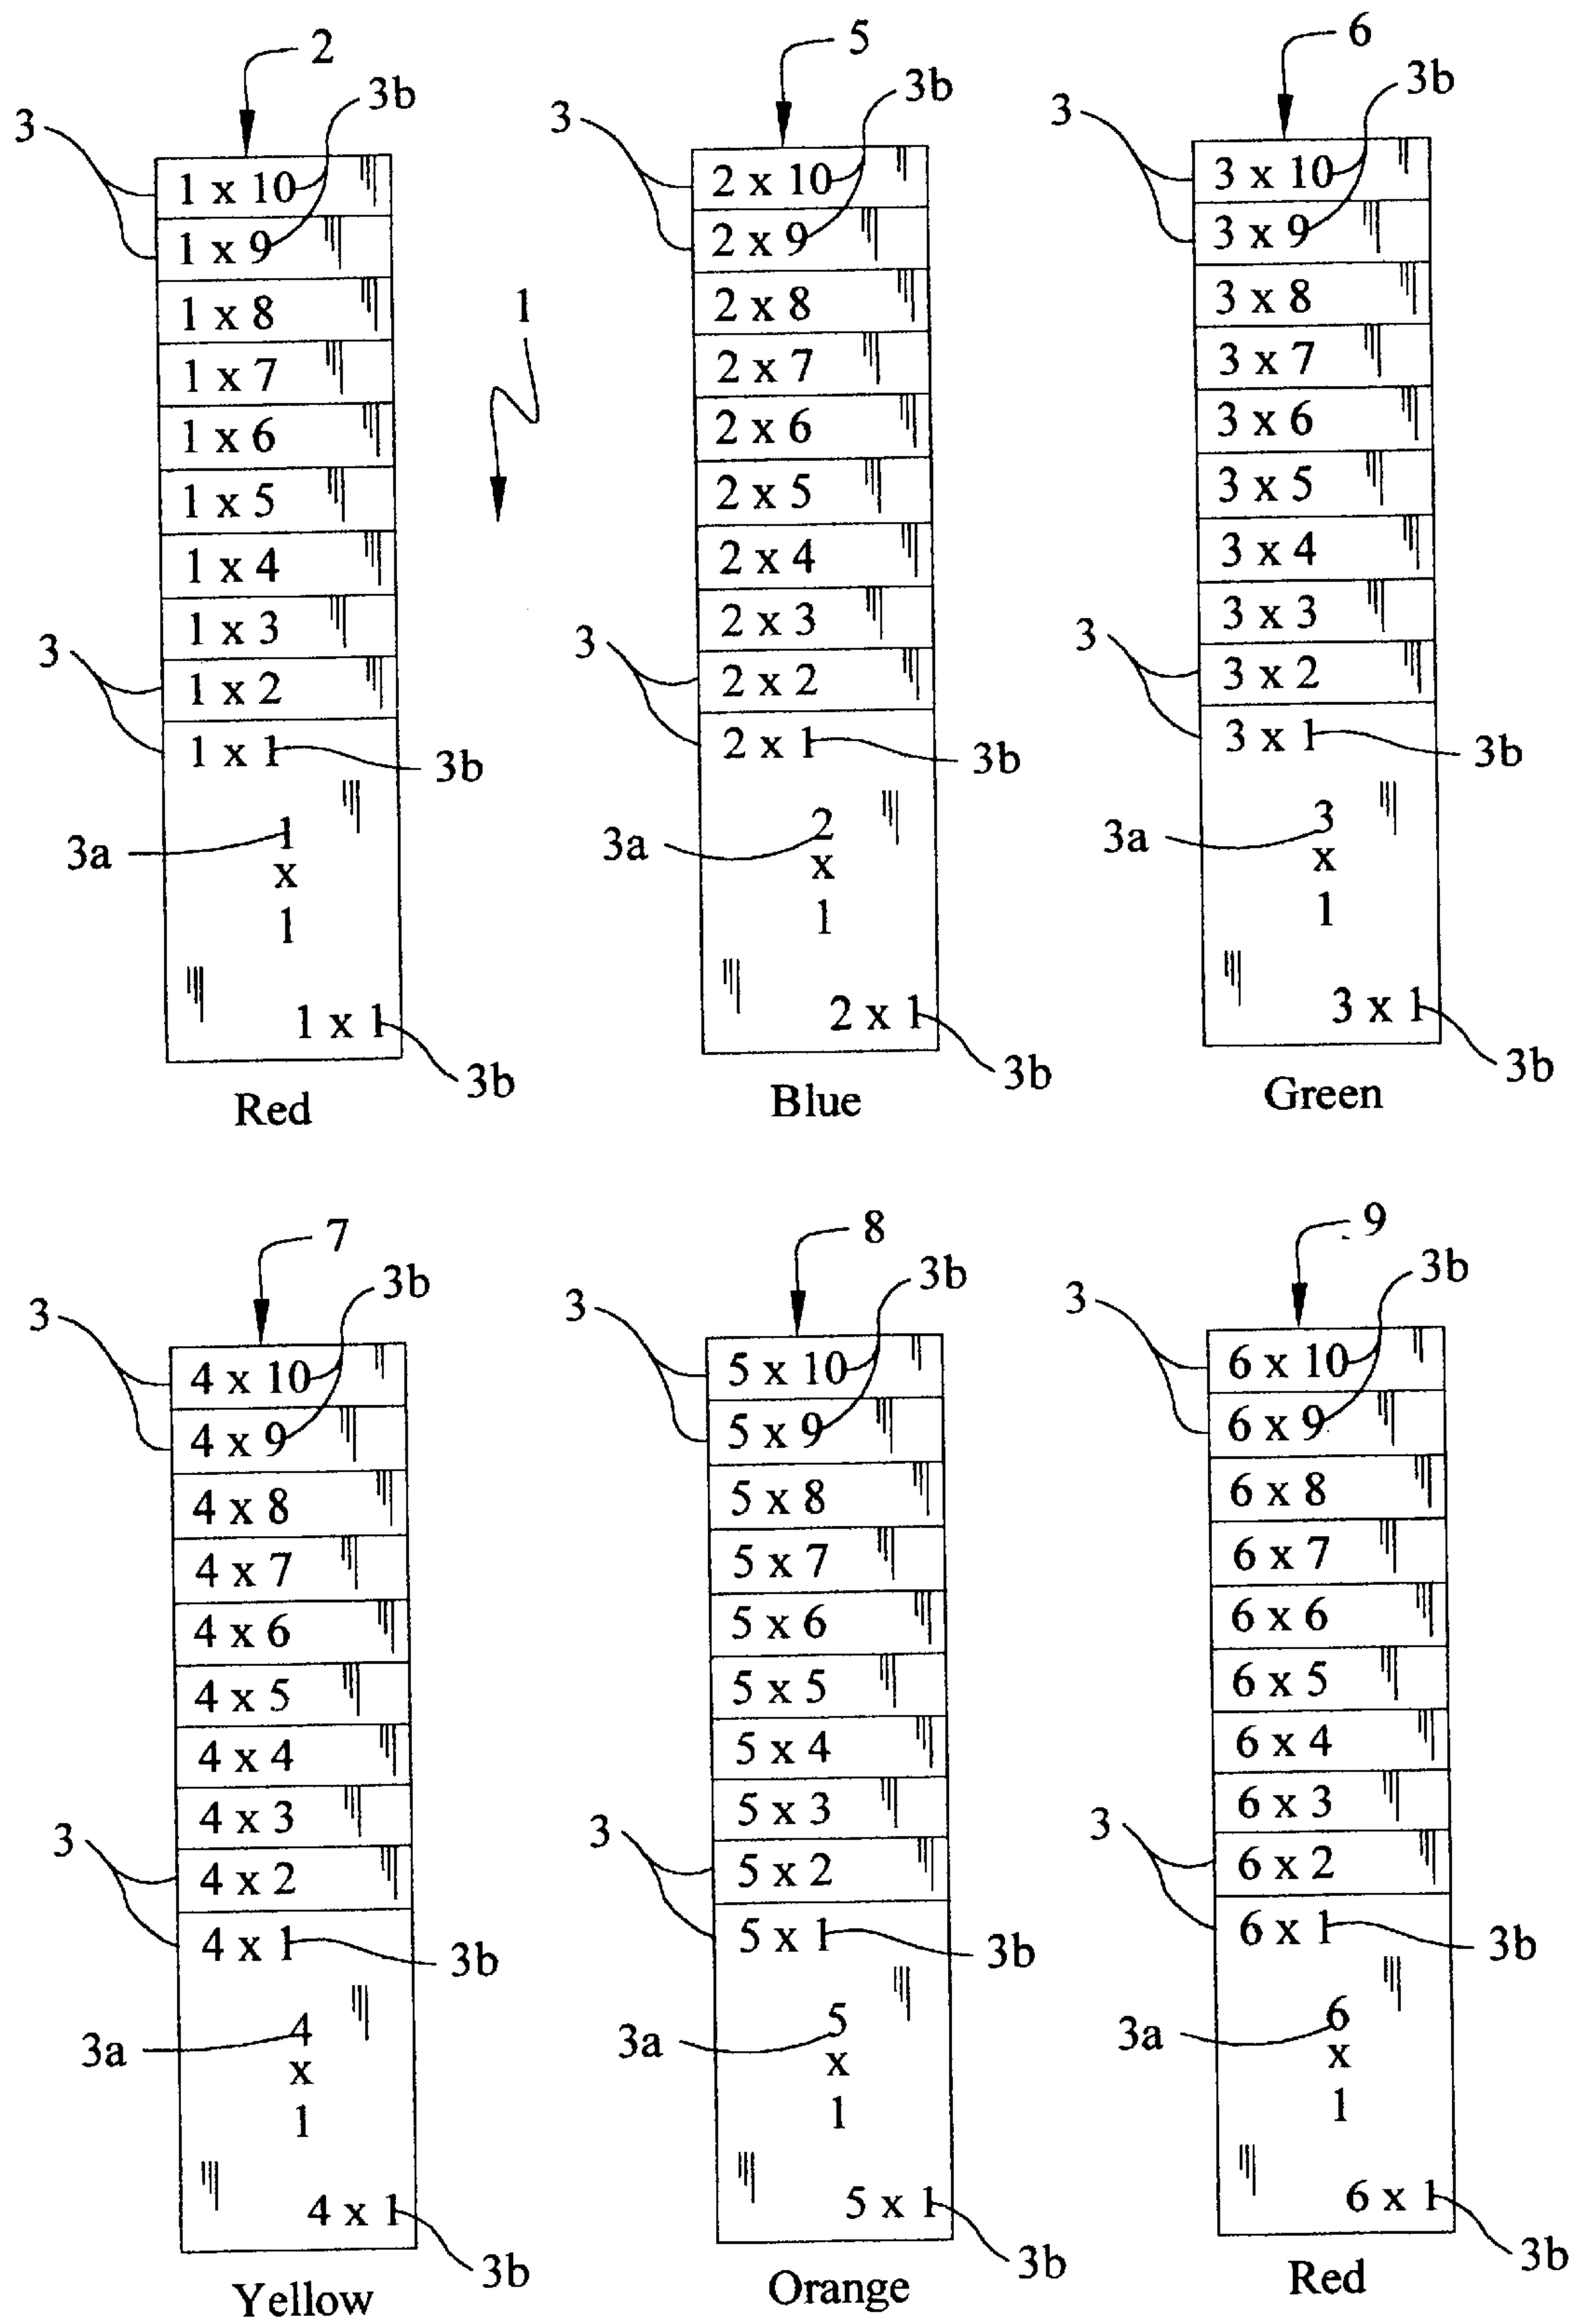 2 5 6
3 3b 3 3b 3 3b
1 x 10 2 x 10 3 x 10
1 x 9 2 x 9 3 x 9
1 x 8 1 2 x 8 3 x 8
1 x 7 2 x 7 3 x 7
1 x 6 2 x 6 3 x 6
1 x 5 2 x 5 3 x 5
1 x 4 2 x 4 3 x 4
1 x 3 2 x 3 3 x 3
3 1 x 2 3 2 x 2 3 3 x 2
1 x 1 3b 2 x 1 3b 3 x 1 3b
3a 1 3a 2 3a 3
x x x
1 1 1
1 x 1 2 x 1 3 x 1
3b 3b 3b
Red Blue Green
7 8 9
3 3b 3 3b 3 3b
4 x 10 5 x 10 6 x 10
4 x 9 5 x 9 6 x 9
4 x 8 5 x 8 6 x 8
4 x 7 5 x 7 6 x 7
4 x 6 5 x 6 6 x 6
4 x 5 5 x 5 6 x 5
4 x 4 5 x 4 6 x 4
4 x 3 5 x 3 6 x 3
3 4 x 2 3 5 x 2 3 6 x 2
4 x 1 3b 5 x 1 3b 6 x 1 3b
3a 4 3a 5 3a 6
x x x
1 1 1
4 x 1 5 x 1 6 x 1
3b 3b 3b
Yellow Orange Red